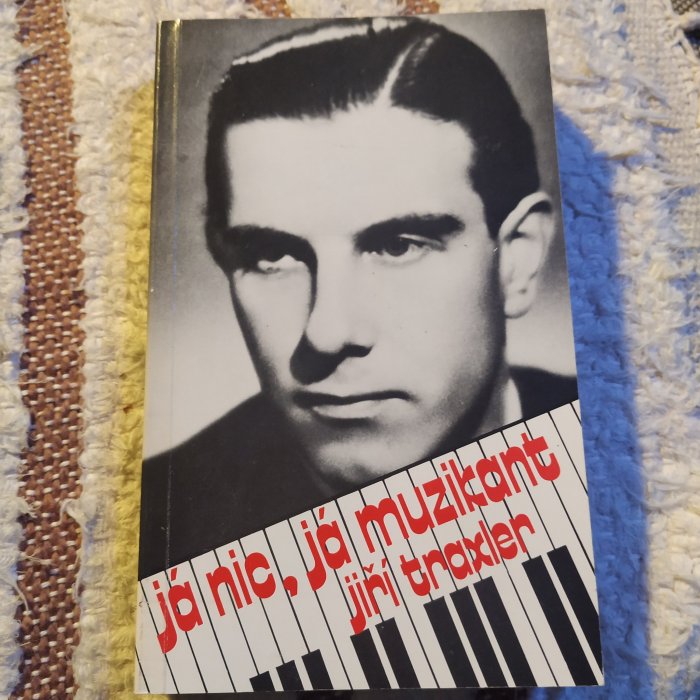 já nic, já muzikant
jiří traxler